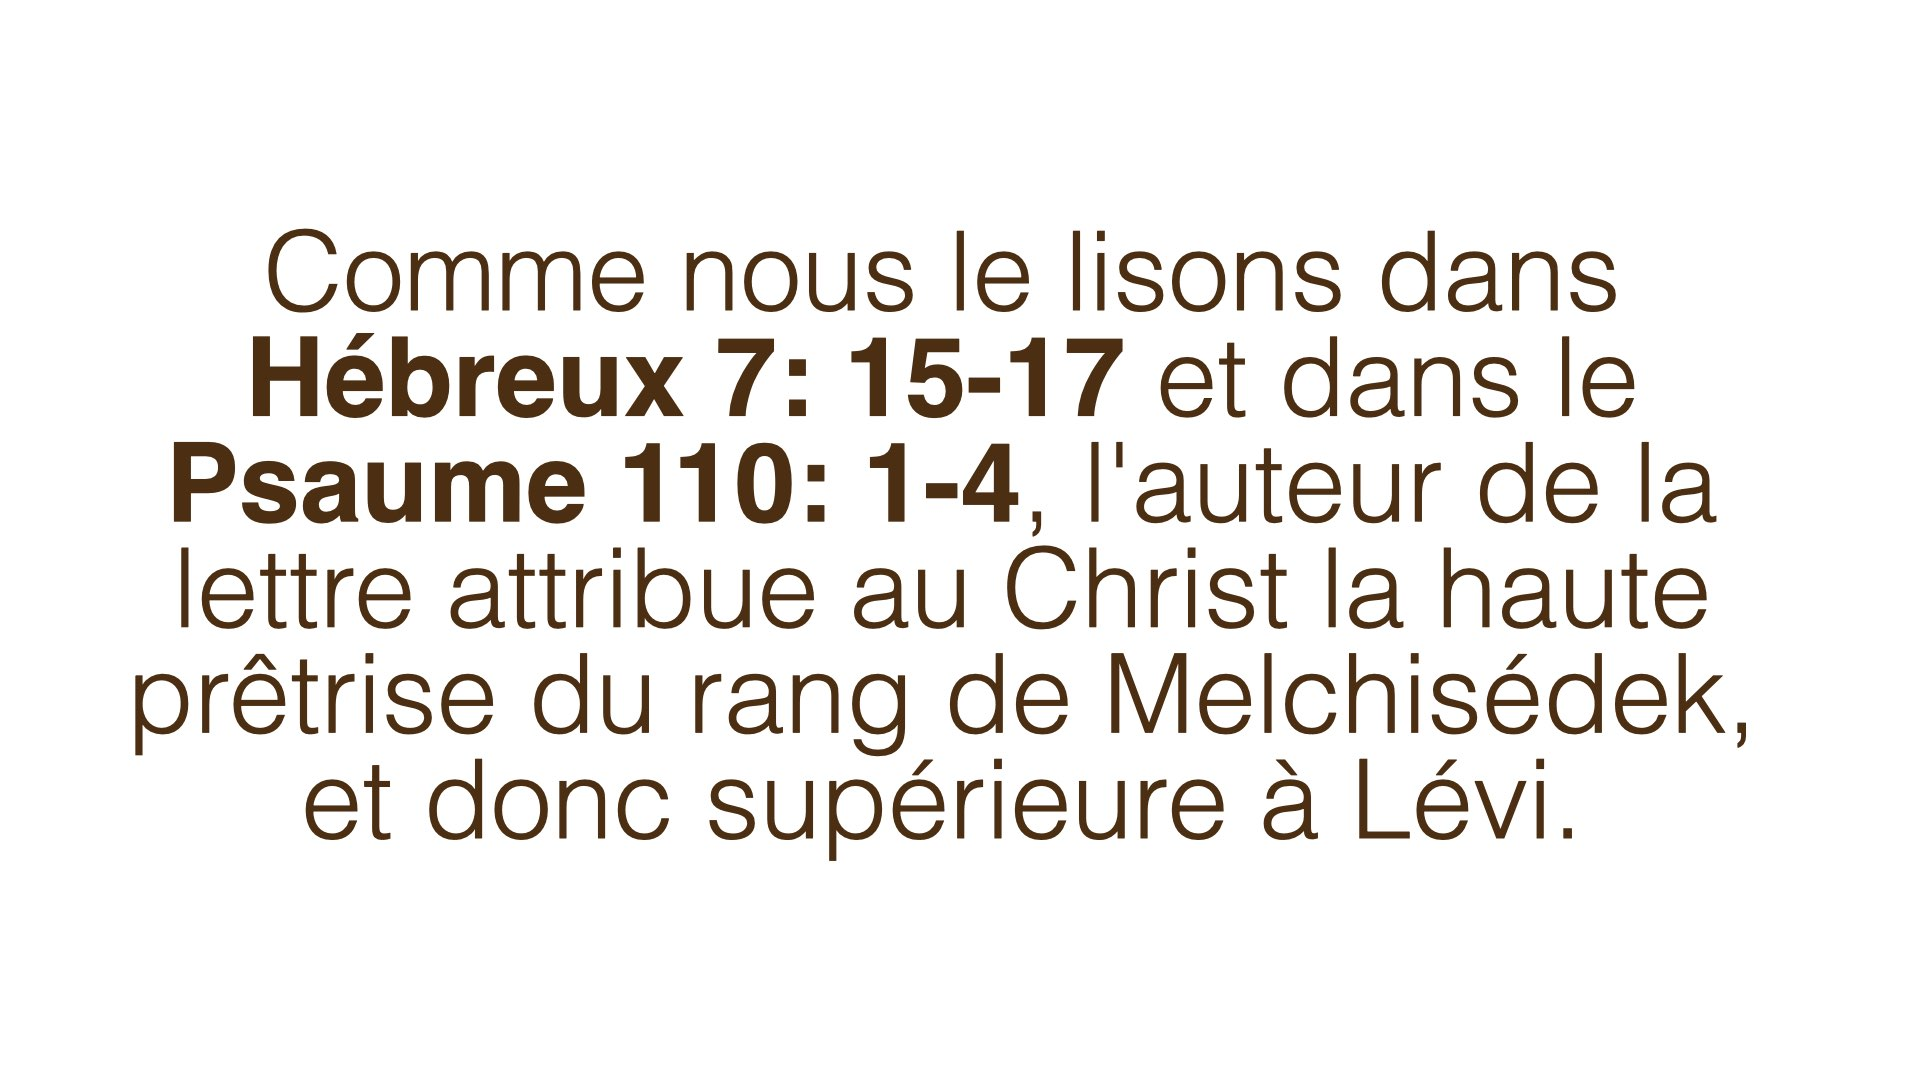 Comme nous le lisons dans
Hébreux 7: 15-17 et dans le
Psaume 110: 1-4, l'auteur de la
lettre attribue au Christ la haute
prêtrise du rang de Melchisédek,
et donc supérieure à Lévi.